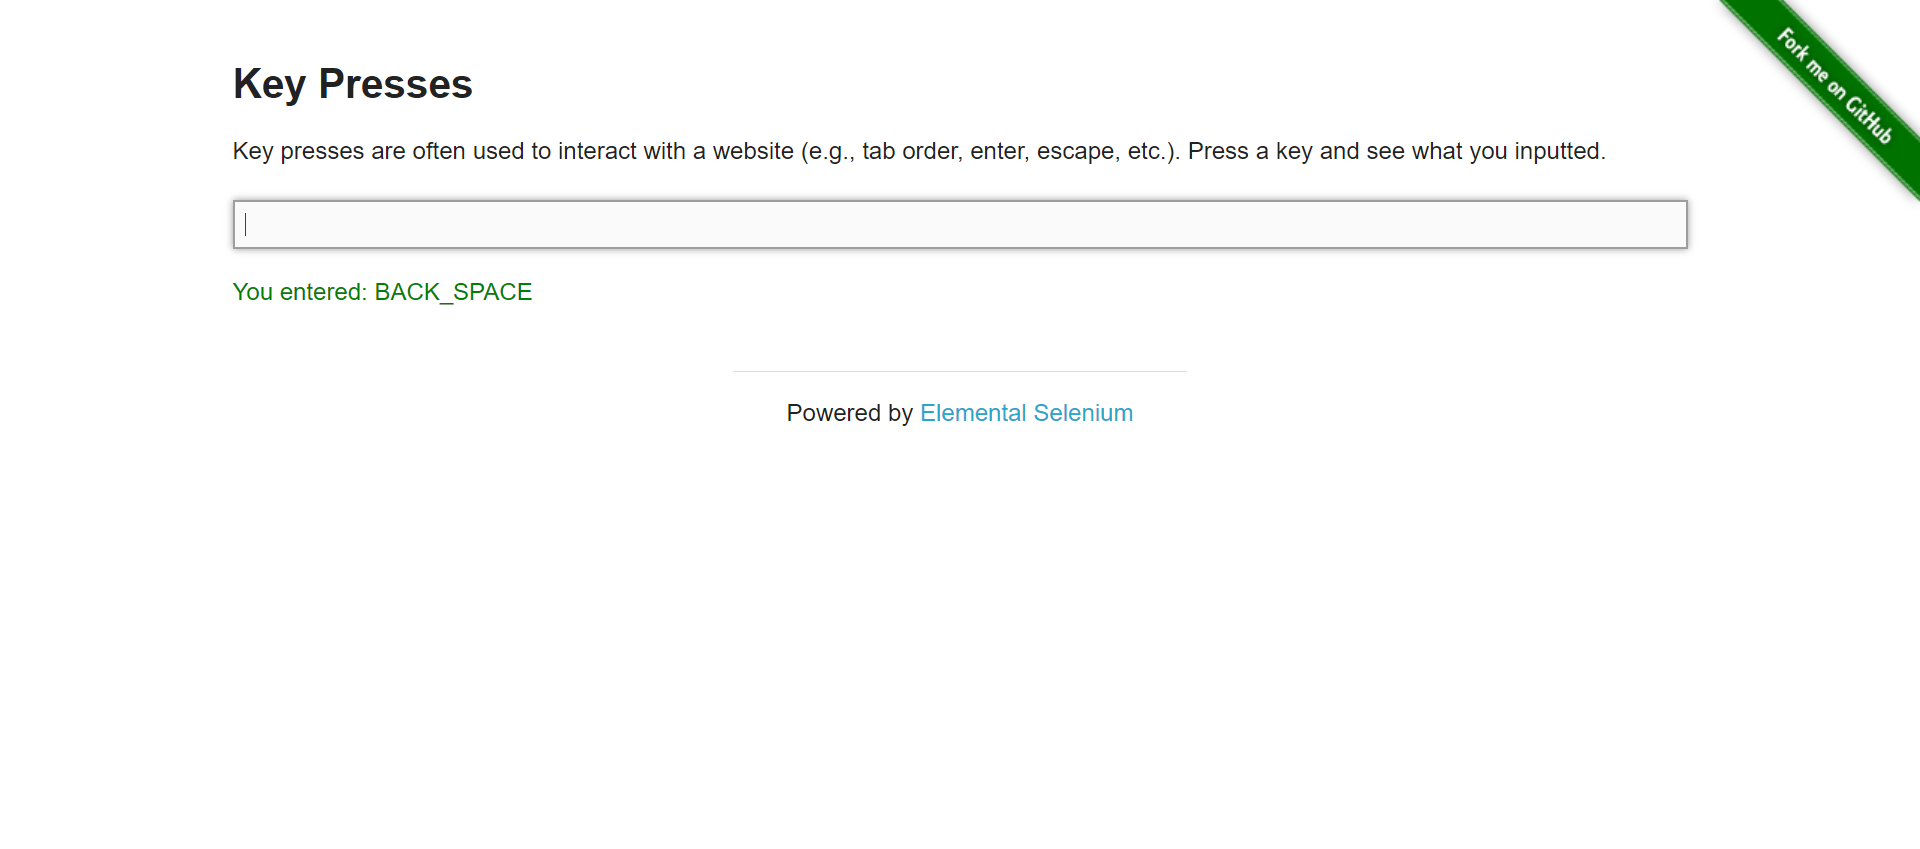 Fork me on GitHub
Key Presses
Key presses are often used to interact with a website (e.g., tab order, enter, escape, etc.). Press a key and see what you inputted.
You entered: BACK_SPACE
Powered by Elemental Selenium